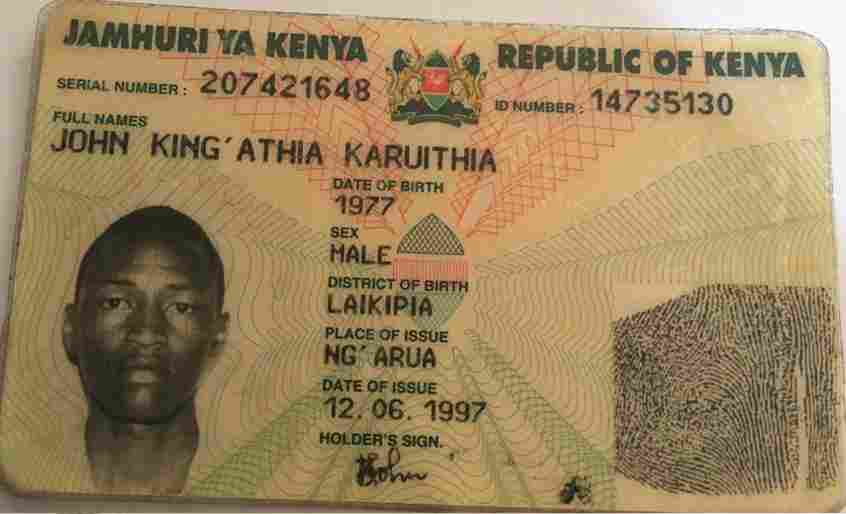 JAMHURI YA KENYA REPUBLIC OF KENYA
SERIAL NUMBER: 207421648 ID NUMBER: 14735130
FULL NAMES
JOHN KING'ATHIA KARUITHIA
DATE OF BIRTH
1977
SEX
MALE
DISTRICT OF BIRTH
LAIKIPIA
PLACE OF ISSUE
NG'ARUA
DATE OF ISSUE
12. 06. 1997
HOLDER'S SIGN.
John